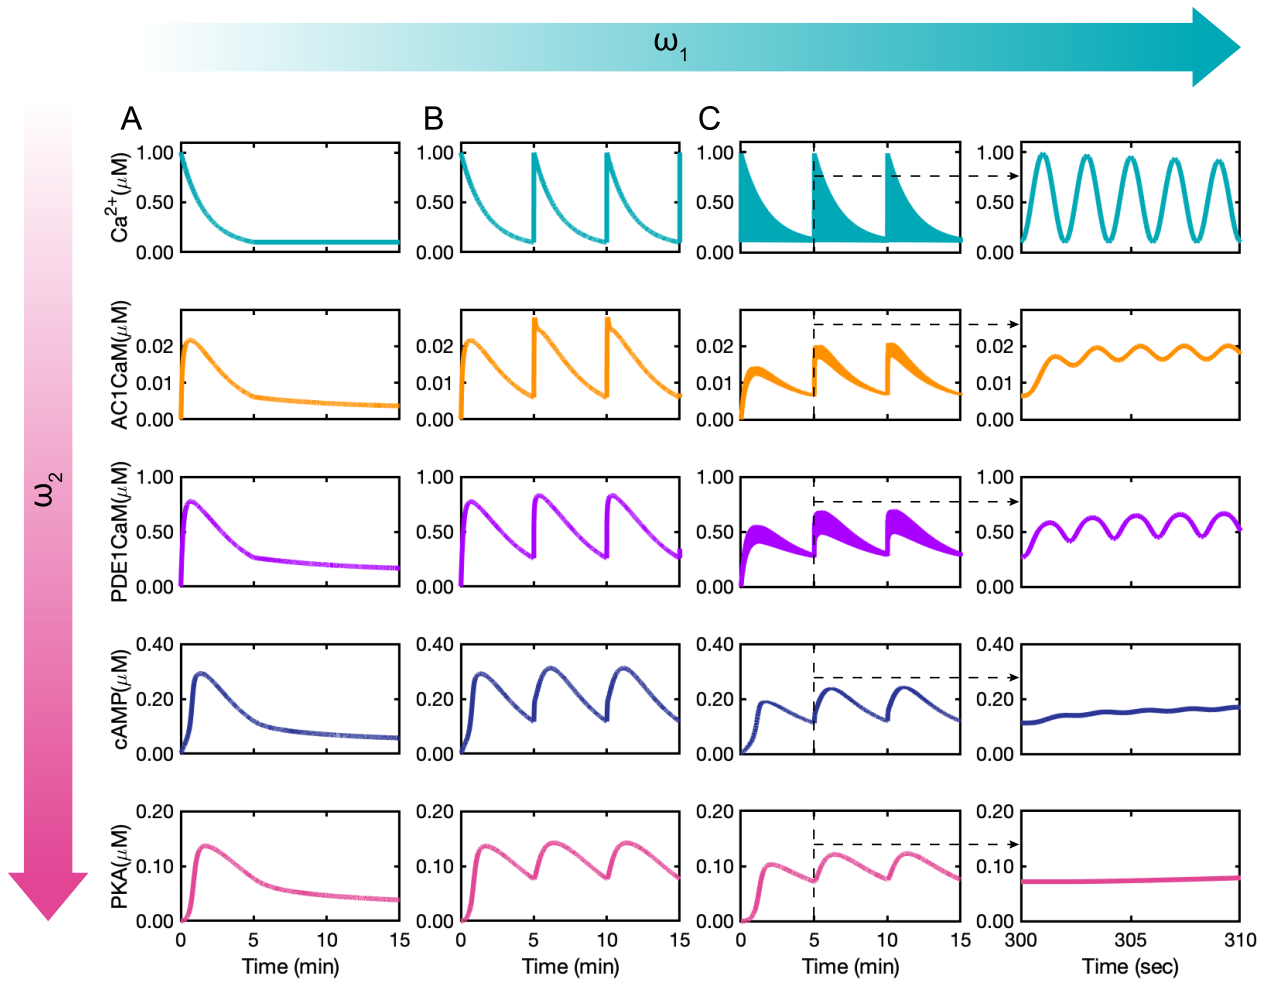 ω1
A B C
ω2
Ca2+(μM)
1.00 1.00 1.00 1.00
0.50 0.50 0.50 0.50
0.00 0.00 0.00 0.00
AC1CaM(μM)
0.02 0.02 0.02 0.02
0.01 0.01 0.01 0.01
0.00 0.00 0.00 0.00
PDE1CaM(μM)
1.00 1.00 1.00 1.00
0.50 0.50 0.50 0.50
0.00 0.00 0.00 0.00
cAMP(μM)
0.40 0.40 0.40 0.40
0.20 0.20 0.20 0.20
0.00 0.00 0.00 0.00
PKA(μM)
0.20 0.20 0.20 0.20
0.10 0.10 0.10 0.10
0.00 0.00 0.00 0.00
0 5 10 15 0 5 10 15 0 5 10 15 300 305 310
Time (min) Time (min) Time (min) Time (sec)